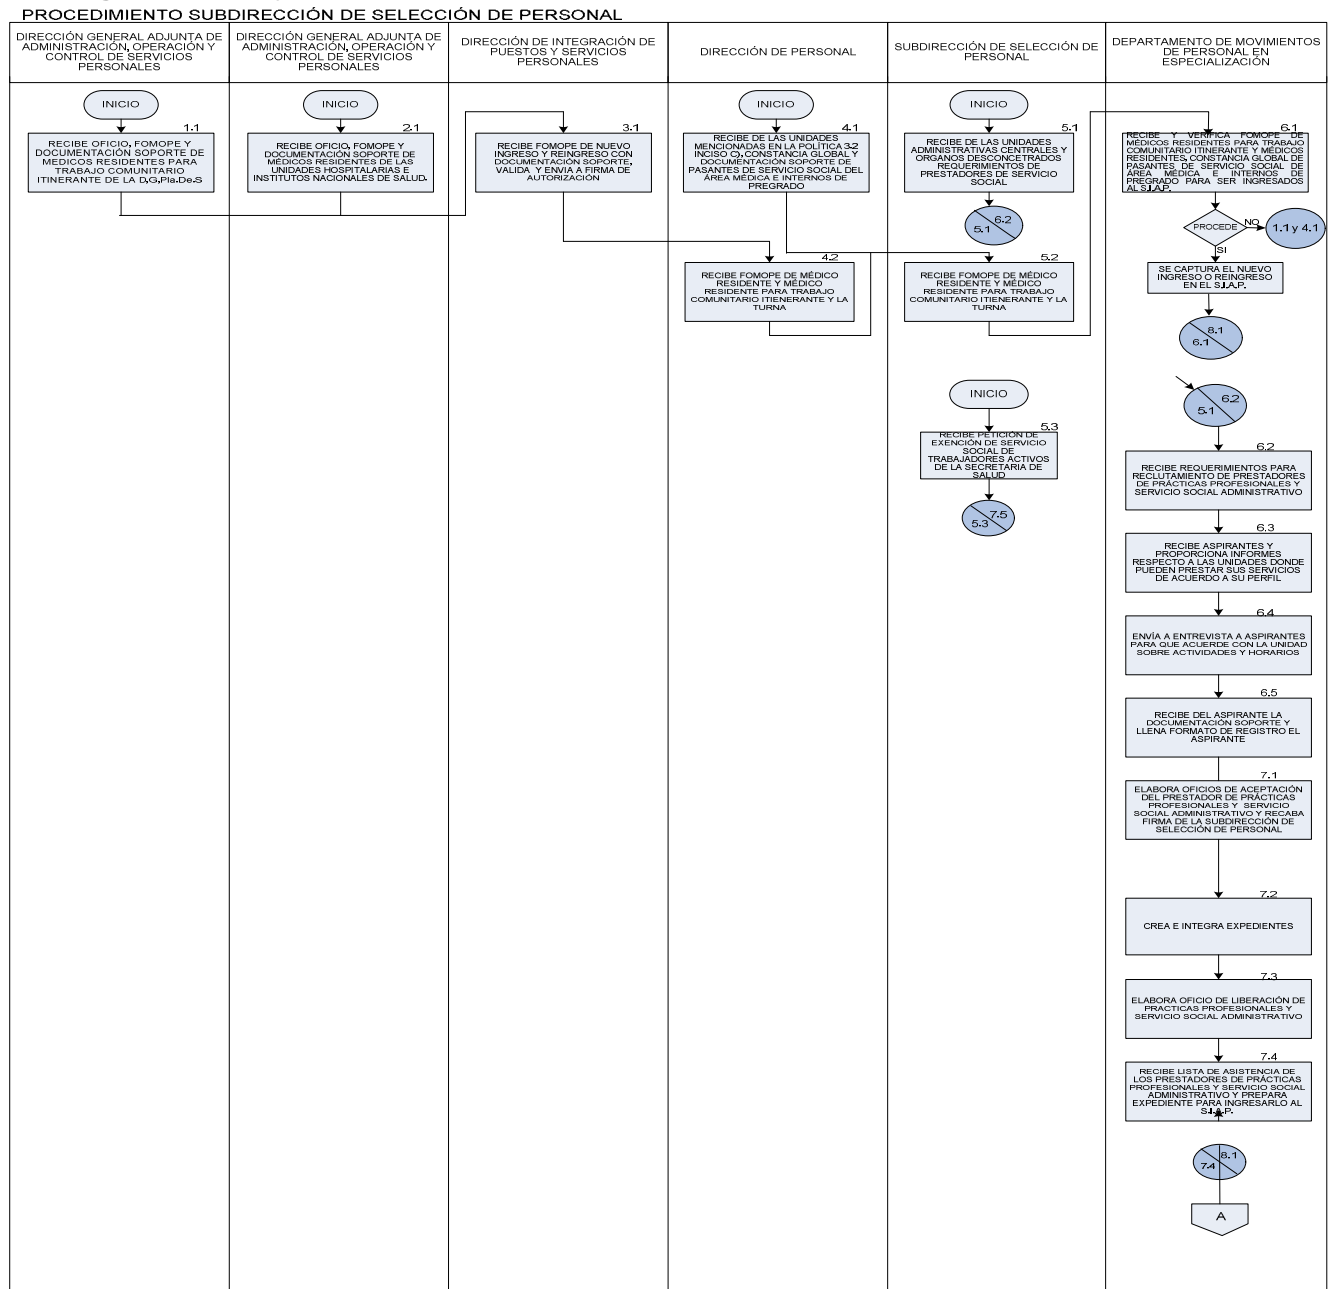 PROCEDIMIENTO SUBDIRECCIÓN DE SELECCIÓN DE PERSONAL
DIRECCIÓN GENERAL ADJUNTA DE
ADMINISTRACIÓN, OPERACIÓN Y
CONTROL DE SERVICIOS
PERSONALES
DIRECCIÓN GENERAL ADJUNTA DE
ADMINISTRACIÓN, OPERACIÓN Y
CONTROL DE SERVICIOS
PERSONALES
DIRECCIÓN DE INTEGRACIÓN DE
PUESTOS Y SERVICIOS
PERSONALES
DIRECCIÓN DE PERSONAL
SUBDIRECCIÓN DE SELECCIÓN DE
PERSONAL
DEPARTAMENTO DE MOVIMIENTOS
DE PERSONAL EN
ESPECIALIZACIÓN
INICIO
1.1
RECIBE OFICIO, FOMOPE Y
DOCUMENTACIÓN SOPORTE DE
MEDICOS RESIDENTES PARA
TRABAJO COMUNITARIO
ITINERANTE DE LA D,G,Pla.De.S
INICIO
2.1
RECIBE OFICIO, FOMOPE Y
DOCUMENTACIÓN SOPORTE DE
MÉDICOS RESIDENTES DE LAS
UNIDADES HOSPITALARIAS E
INSTITUTOS NACIONALES DE SALUD.
3.1
RECIBE FOMOPE DE NUEVO
INGRESO Y REINGRESO CON
DOCUMENTACIÓN SOPORTE,
VALIDA Y ENVIA A FIRMA DE
AUTORIZACIÓN
INICIO
4.1
RECIBE DE LAS UNIDADES
MENCIONADAS EN LA POLÍTICA 3.2
INCISO C), CONSTANCIA GLOBAL Y
DOCUMENTACIÓN SOPORTE DE
PASANTES DE SERVICIO SOCIAL DEL
ÁREA MÉDICA E INTERNOS DE
PREGRADO
4.2
RECIBE FOMOPE DE MÉDICO
RESIDENTE Y MÉDICO
RESIDENTE PARA TRABAJO
COMUNITARIO ITIENERANTE Y LA
TURNA
INICIO
5.1
RECIBE DE LAS UNIDADES
ADMINISTRATIVAS CENTRALES Y
ORGANOS DESCONCETRADOS
REQUERIMIENTOS DE
PRESTADORES DE SERVICIO
SOCIAL
6.2
5.1
5.2
RECIBE FOMOPE DE MÉDICO
RESIDENTE Y MÉDICO
RESIDENTE PARA TRABAJO
COMUNITARIO ITIENERANTE Y LA
TURNA
INICIO
5.3
RECIBE PETICIÓN DE
EXENCIÓN DE SERVICIO
SOCIAL DE
TRABAJADORES ACTIVOS
DE LA SECRETARIA DE
SALUD
7.5
5.3
6.1
RECIBE Y VERIFICA FOMOPE DE
MÉDICOS RESIDENTES PARA TRABAJO
COMUNITARIO ITINERANTE Y MÉDICOS
RESIDENTES, CONSTANCIA GLOBAL DE
PASANTES DE SERVICIO SOCIAL DE
ÁREA MÉDICA E INTERNOS DE
PREGRADO PARA SER INGRESADOS
AL S.I.A.P.
PROCEDE
NO
1.1 y 4.1
SI
SE CAPTURA EL NUEVO
INGRESO O REINGRESO
EN EL S.I.A.P.
8.1
6.1
6.2
5.1
6.2
RECIBE REQUERIMIENTOS PARA
RECLUTAMIENTO DE PRESTADORES
DE PRÁCTICAS PROFESIONALES Y
SERVICIO SOCIAL ADMINISTRATIVO
6.3
RECIBE ASPIRANTES Y
PROPORCIONA INFORMES
RESPECTO A LAS UNIDADES DONDE
PUEDEN PRESTAR SUS SERVICIOS
DE ACUERDO A SU PERFIL
6.4
ENVÍA A ENTREVISTA A ASPIRANTES
PARA QUE ACUERDE CON LA UNIDAD
SOBRE ACTIVIDADES Y HORARIOS
6.5
RECIBE DEL ASPIRANTE LA
DOCUMENTACIÓN SOPORTE Y
LLENA FORMATO DE REGISTRO EL
ASPIRANTE
7.1
ELABORA OFICIOS DE ACEPTACIÓN
DEL PRESTADOR DE PRÁCTICAS
PROFESIONALES Y SERVICIO
SOCIAL ADMINISTRATIVO Y RECABA
FIRMA DE LA SUBDIRECCIÓN DE
SELECCIÓN DE PERSONAL
7.2
CREA E INTEGRA EXPEDIENTES
7.3
ELABORA OFICIO DE LIBERACIÓN DE
PRACTICAS PROFESIONALES Y
SERVICIO SOCIAL ADMINISTRATIVO
7.4
RECIBE LISTA DE ASISTENCIA DE
LOS PRESTADORES DE PRÁCTICAS
PROFESIONALES Y SERVICIO SOCIAL
ADMINISTRATIVO Y PREPARA
EXPEDIENTE PARA INGRESARLO AL
S.I.A.P.
8.1
7.4
A